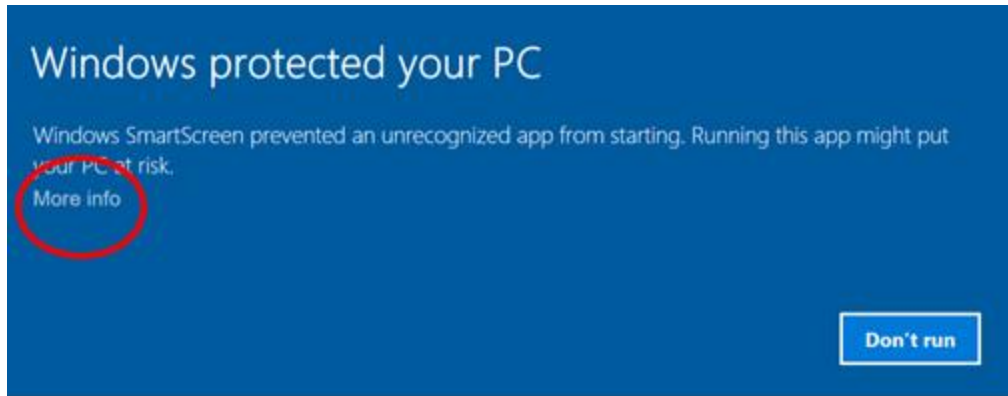 Windows protected your PC
Windows SmartScreen prevented an unrecognized app from starting. Running this app might put
your PC at risk.
More info
Don't run